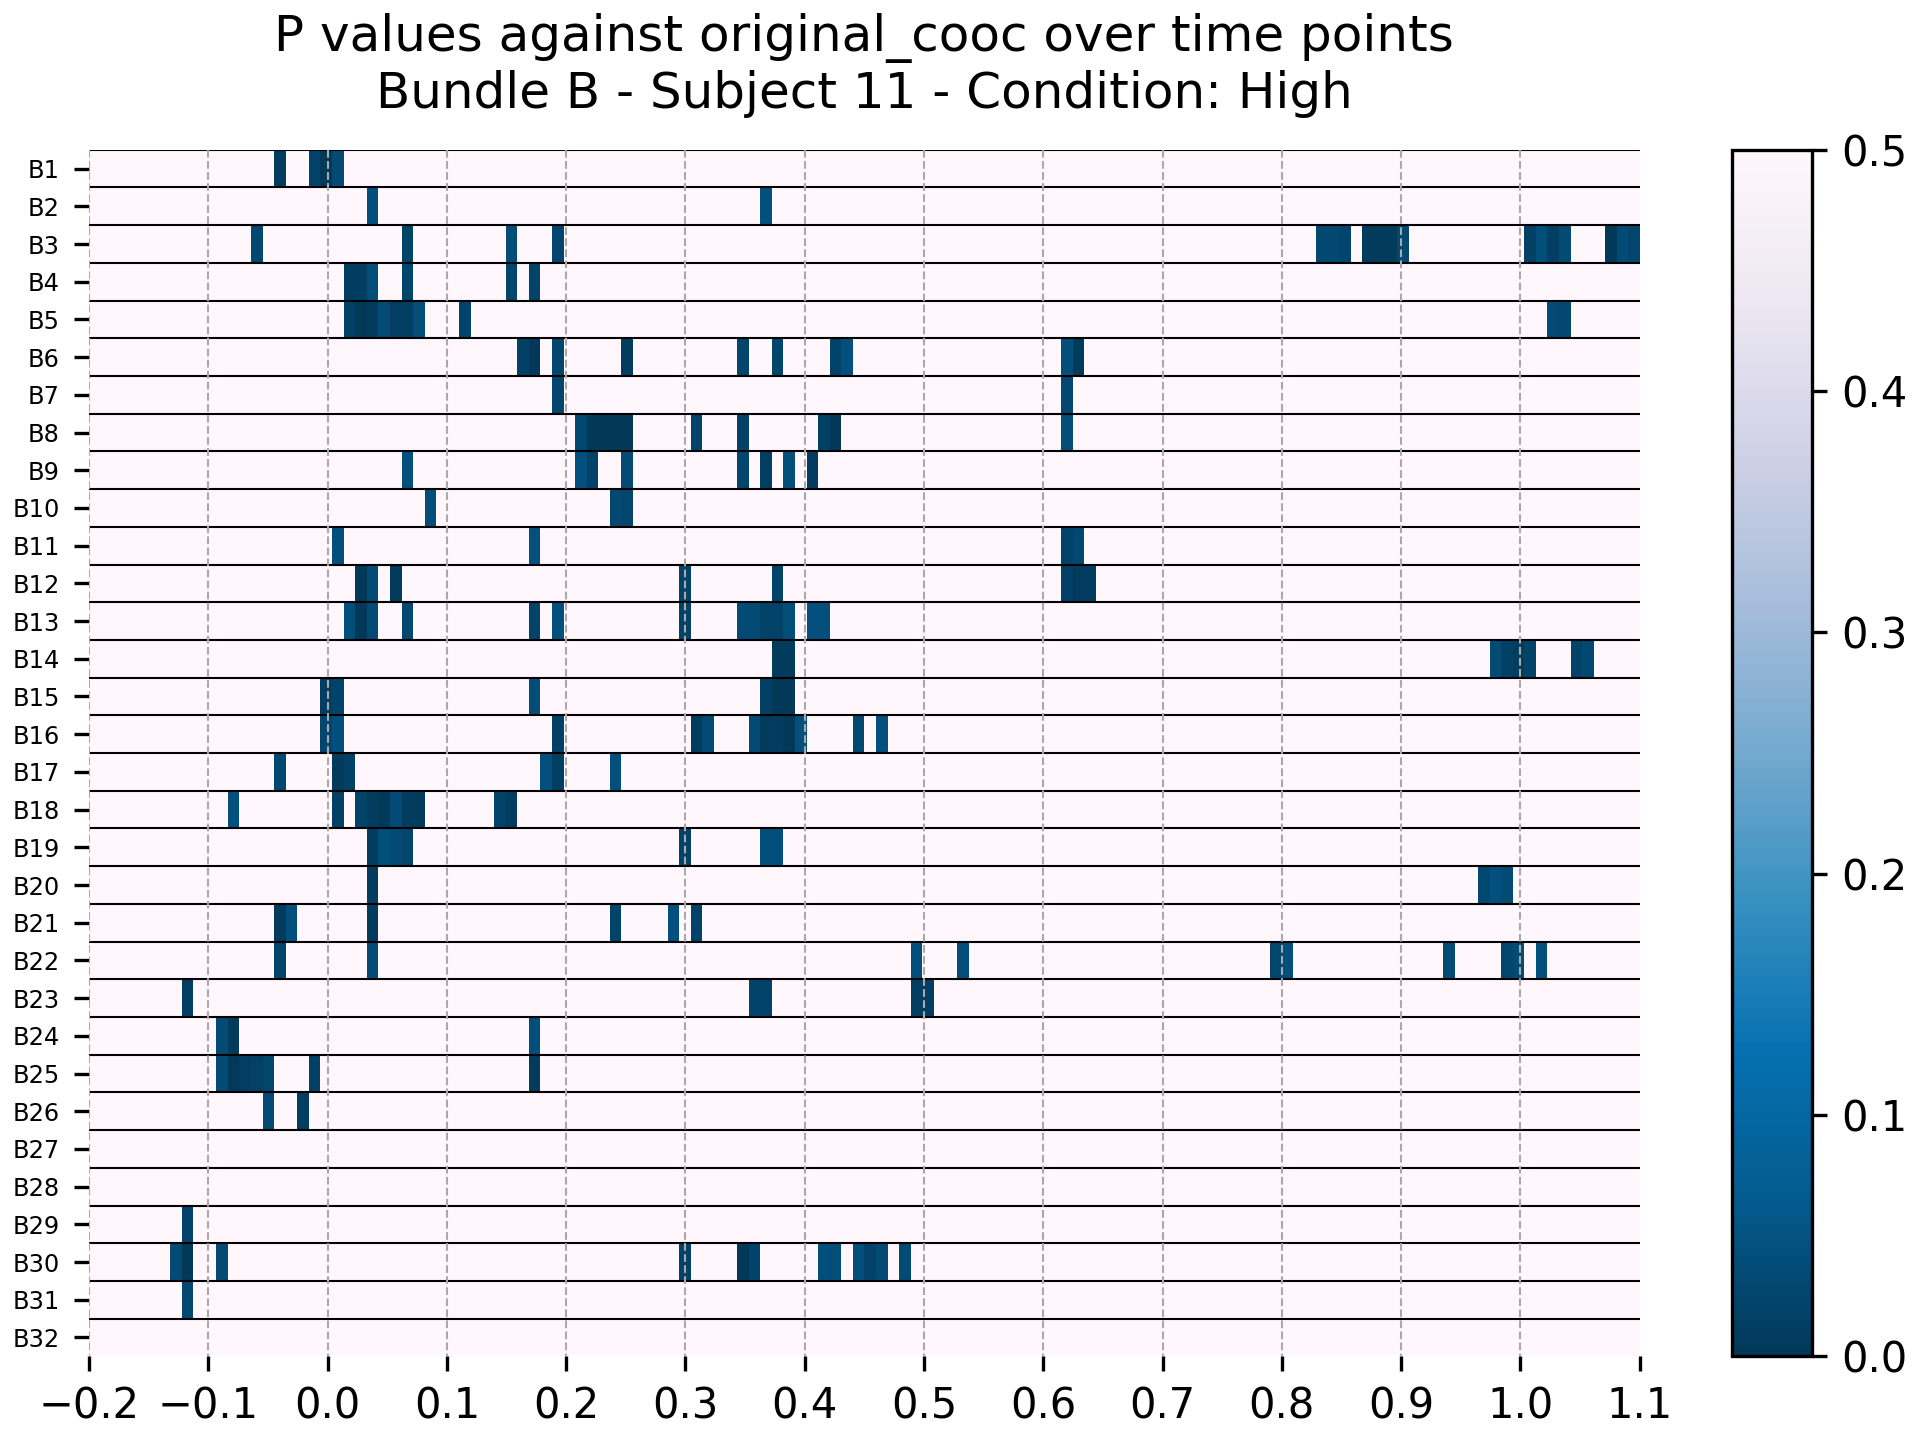 P values against original_cooc over time points
Bundle B - Subject 11 - Condition: High
B1
B2
B3
B4
B5
B6
B7
B8
B9
B10
B11
B12
B13
B14
B15
B16
B17
B18
B19
B20
B21
B22
B23
B24
B25
B26
B27
B28
B29
B30
B31
B32
−0.2 −0.1 0.0 0.1 0.2 0.3 0.4 0.5 0.6 0.7 0.8 0.9 1.0 1.1
0.5
0.4
0.3
0.2
0.1
0.0